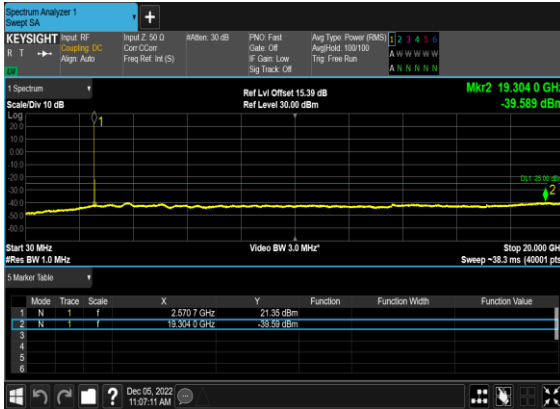 Spectrum Analyzer 1
Swept SA
+
KEYSIGHT
R T
LV
Input: RF
Coupling: DC
Align: Auto
Input Z: 50 Ω
Corr CCorr
Freq Ref: Int (S)
#Atten: 30 dB
PNO: Fast
Gate: Off
IF Gain: Low
Sig Track: Off
Avg Type: Power (RMS)
Avg|Hold: 100/100
Trig: Free Run
1 2 3 4 5 6
A W W W W W
A N N N N N
1 Spectrum
Scale/Div 10 dB
Ref Lvl Offset 15.39 dB
Ref Level 30.00 dBm
Mkr2 19.304 0 GHz
-39.589 dBm
Log
20.0
10.0
0.00
-10.0
-20.0
-30.0
-40.0
-50.0
-60.0
1
DL1 -25.00 dBm
2
Start 30 MHz
#Res BW 1.0 MHz
Video BW 3.0 MHz*
Stop 20.000 GHz
Sweep ~38.3 ms (40001 pts)
5 Marker Table
Mode Trace Scale X Y Function Function Width Function Value
1 N 1 f 2.570 7 GHz 21.35 dBm
2 N 1 f 19.304 0 GHz -39.59 dBm
3
4
5
6
?
Dec 05, 2022
11:07:11 AM